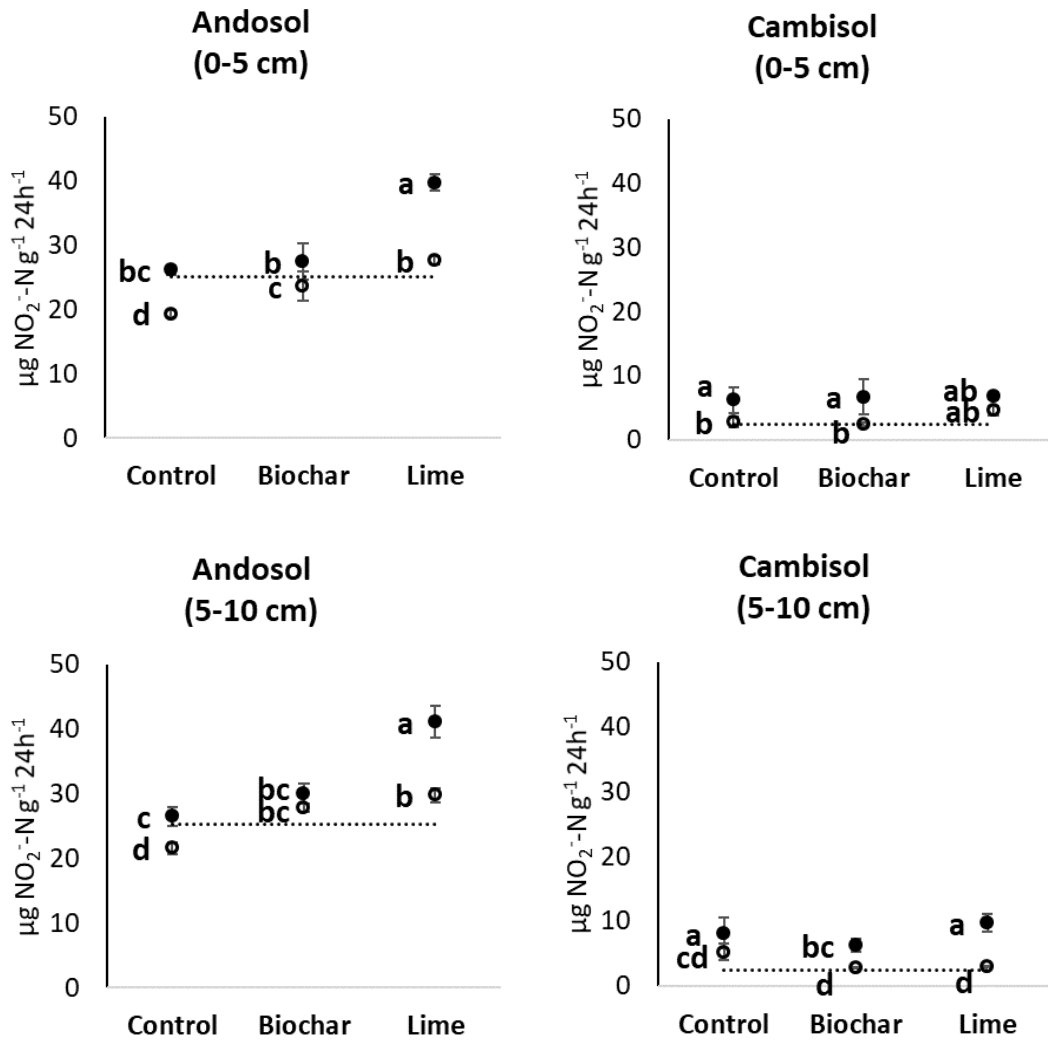 Andosol
(0-5 cm)
µg NO₂⁻-N g⁻¹ 24h⁻¹
50
40
30
20
10
0
bc
d
b
c
a
b
Control Biochar Lime
Cambisol
(0-5 cm)
µg NO₂⁻-N g⁻¹ 24h⁻¹
50
40
30
20
10
0
a
b
a
b
ab
ab
Control Biochar Lime
Andosol
(5-10 cm)
µg NO₂⁻-N g⁻¹ 24h⁻¹
50
40
30
20
10
0
c
d
bc
bc
a
b
Control Biochar Lime
Cambisol
(5-10 cm)
µg NO₂⁻-N g⁻¹ 24h⁻¹
50
40
30
20
10
0
a
cd
bc
d
a
d
Control Biochar Lime